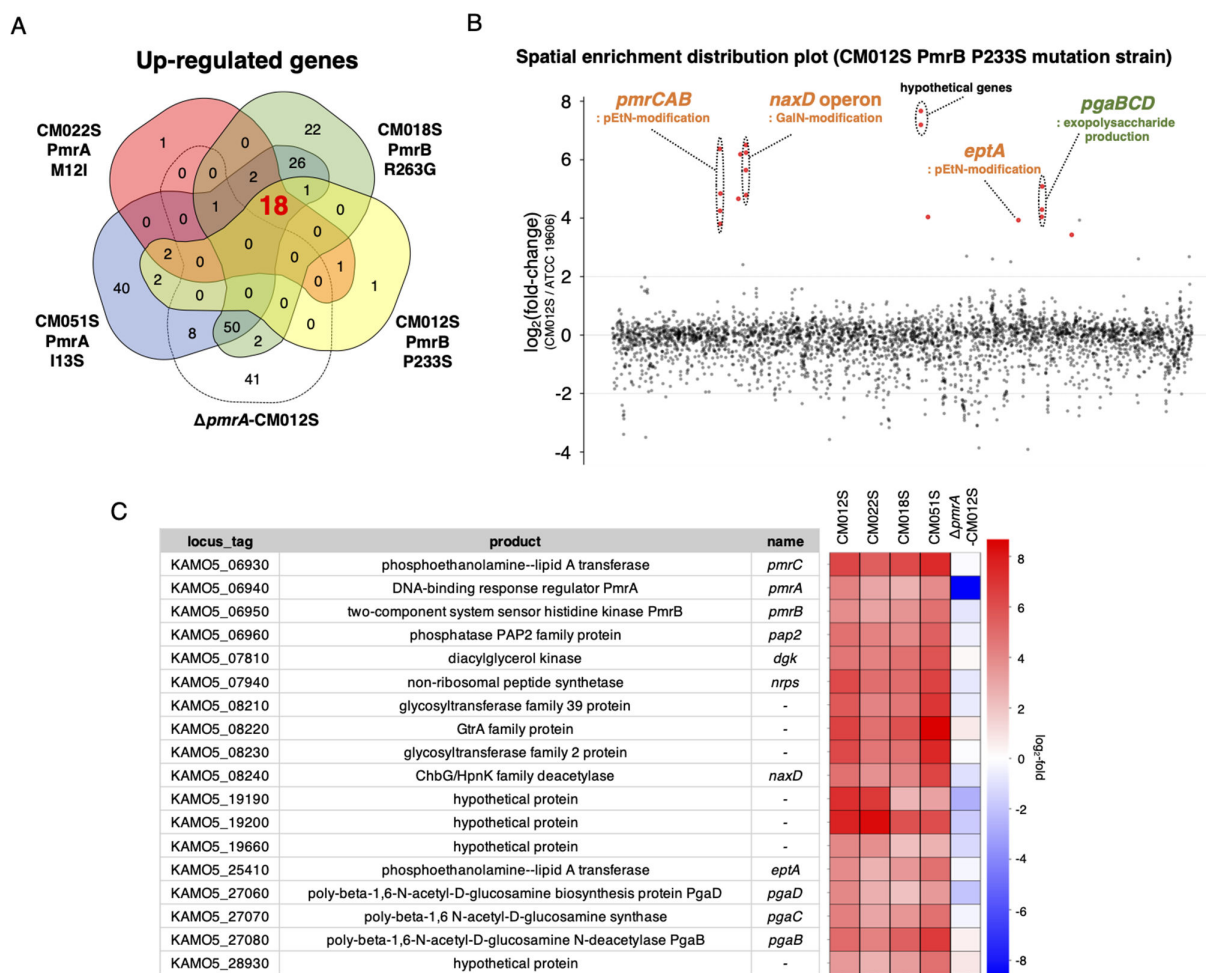 A
Up-regulated genes
CM022S
PmrA
M12I
CM018S
PmrB
R263G
CM051S
PmrA
I13S
CM012S
PmrB
P233S
ΔpmrA-CM012S
1
0
22
0
0
2
26
1
1
18
0
0
0
0
0
0
2
0
0
1
40
2
0
0
0
0
1
8
50
2
0
41
B
Spatial enrichment distribution plot (CM012S PmrB P233S mutation strain)
log2(fold-change)
(CM012S / ATCC 19606)
8
6
4
2
0
-2
-4
pmrCAB
: pEtN-modification
naxD operon
: GalN-modification
hypothetical genes
eptA
: pEtN-modification
pgaBCD
: exopolysaccharide
production
C
locus_tag product name
KAMO5_06930 phosphoethanolamine--lipid A transferase pmrC
KAMO5_06940 DNA-binding response regulator PmrA pmrA
KAMO5_06950 two-component system sensor histidine kinase PmrB pmrB
KAMO5_06960 phosphatase PAP2 family protein pap2
KAMO5_07810 diacylglycerol kinase dgk
KAMO5_07940 non-ribosomal peptide synthetase nrps
KAMO5_08210 glycosyltransferase family 39 protein -
KAMO5_08220 GtrA family protein -
KAMO5_08230 glycosyltransferase family 2 protein -
KAMO5_08240 ChbG/HpnK family deacetylase naxD
KAMO5_19190 hypothetical protein -
KAMO5_19200 hypothetical protein -
KAMO5_19660 hypothetical protein -
KAMO5_25410 phosphoethanolamine--lipid A transferase eptA
KAMO5_27060 poly-beta-1,6-N-acetyl-D-glucosamine biosynthesis protein PgaD pgaD
KAMO5_27070 poly-beta-1,6 N-acetyl-D-glucosamine synthase pgaC
KAMO5_27080 poly-beta-1,6-N-acetyl-D-glucosamine N-deacetylase PgaB pgaB
KAMO5_28930 hypothetical protein -
CM012S
CM022S
CM018S
CM051S
ΔpmrA
-CM012S
8
6
4
2
0
-2
-4
-6
-8
log2-fold